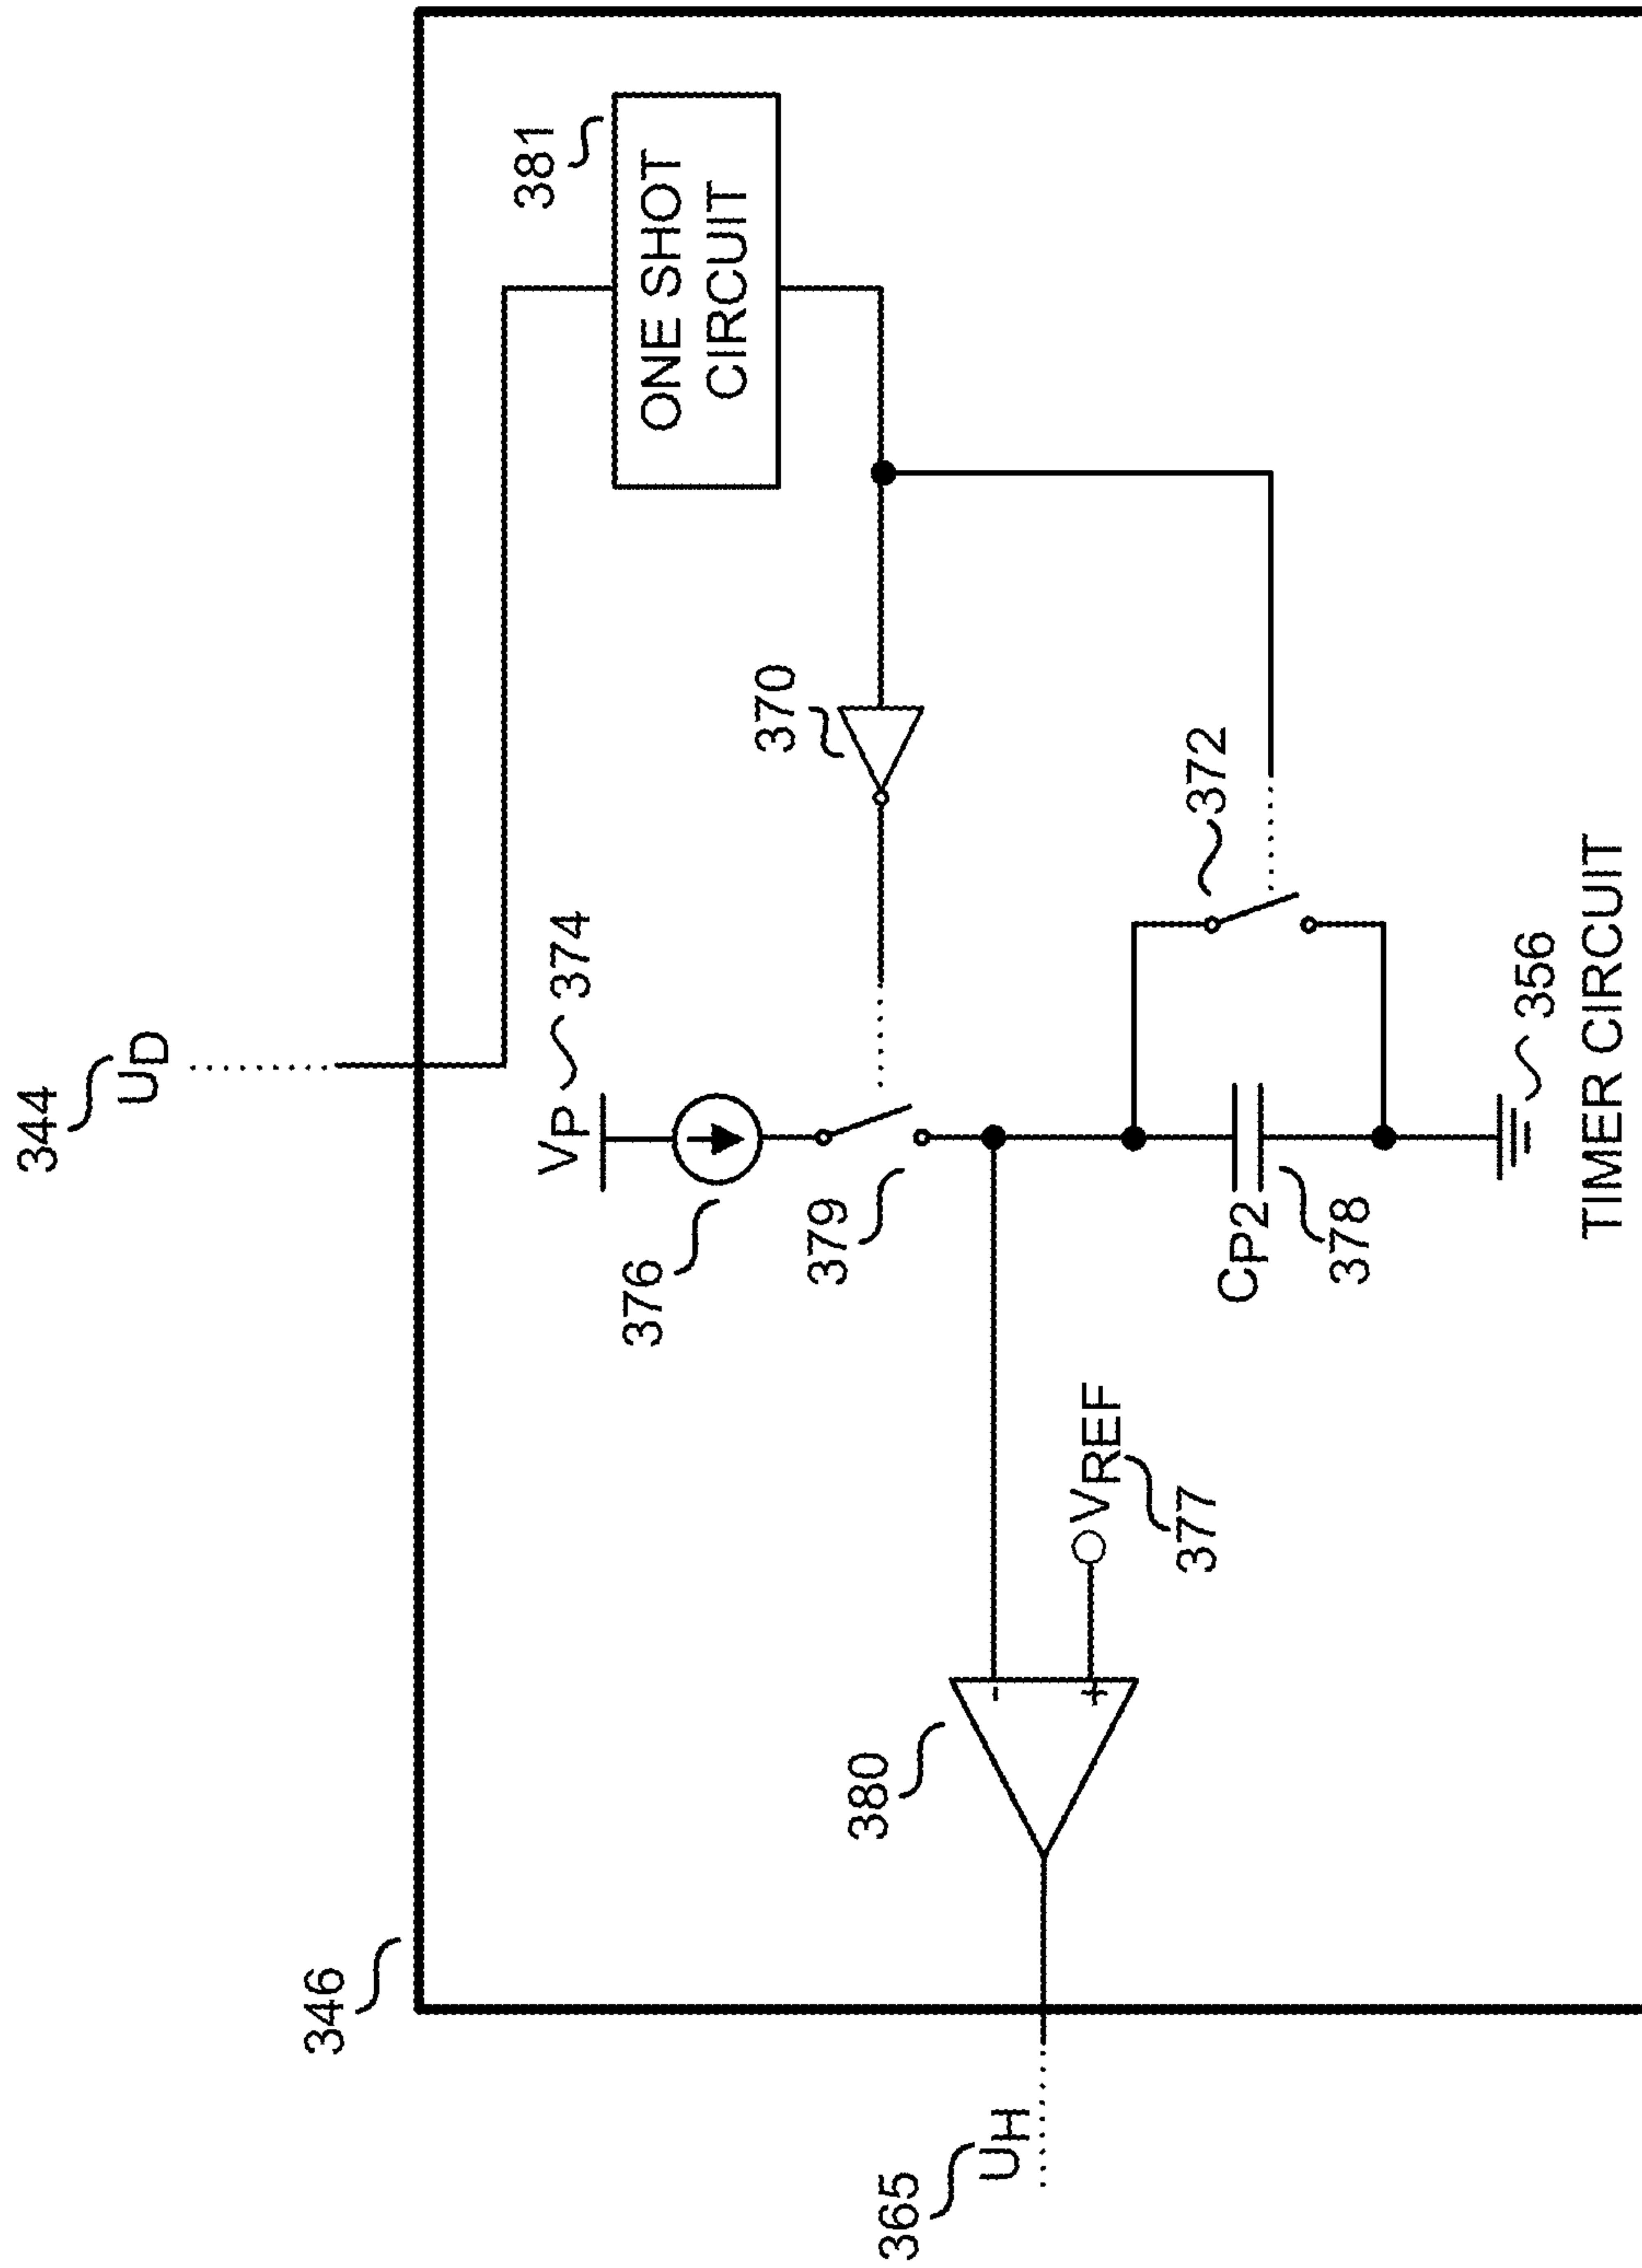 344
UD
346
VP 374
381
376
ONE SHOT
CIRCUIT
370
379
380
365
UH
-
+
VREF
377
372
CP2
378
356
TIMER CIRCUIT